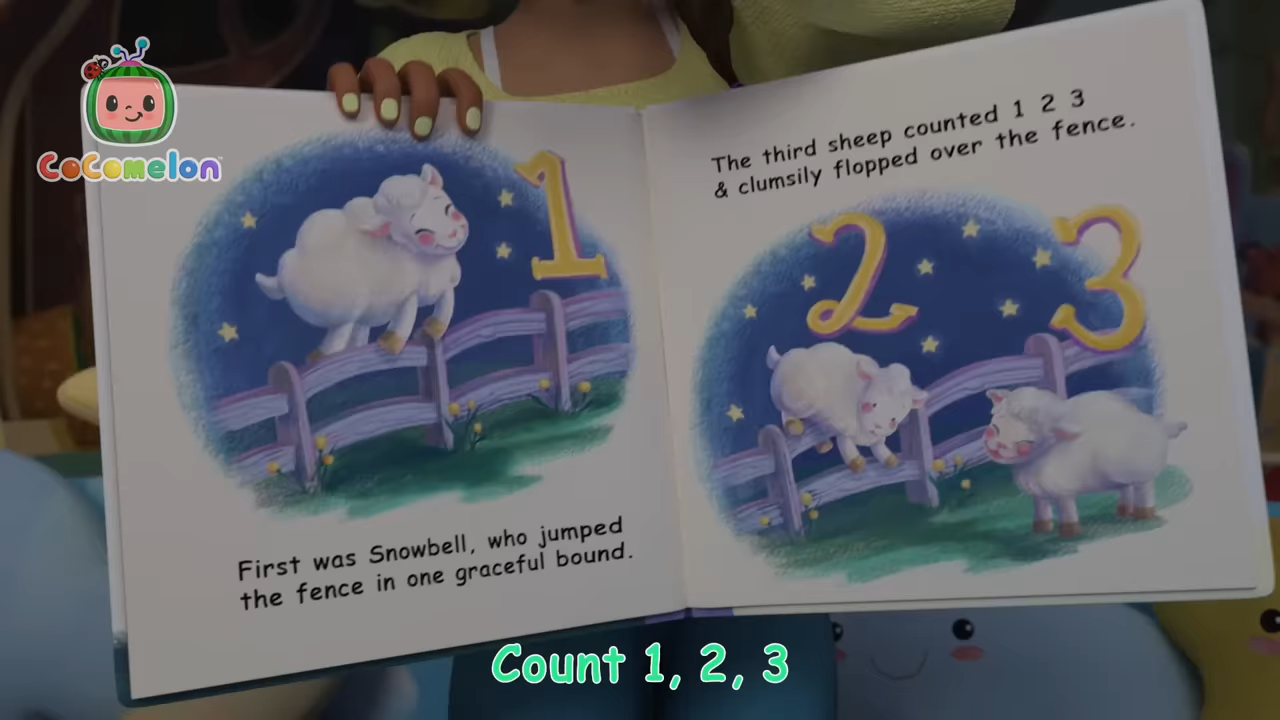 CoComelon
1
First was Snowbell, who jumped
the fence in one graceful bound.
The third sheep counted 1 2 3
& clumsily flopped over the fence.
2 3
Count 1, 2, 3